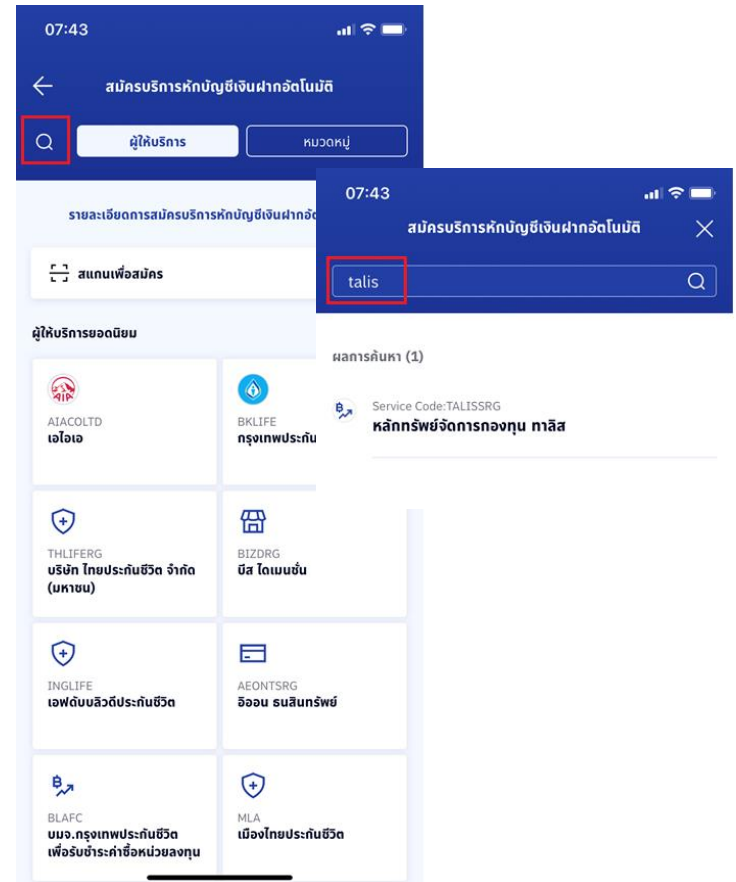 07:43
สมัครบริการหักบัญชีเงินฝากอัตโนมัติ
ผู้ให้บริการ
หมวดหมู่
รายละเอียดการสมัครบริการหักบัญชีเงินฝาก
สแกนเพื่อสมัคร
ผู้ให้บริการยอดนิยม
AIA
AIACOLTD
เอไอเอ
BKLIFE
กรุงเทพประกัน
THLIFERG
บริษัท ไทยประกันชีวิต จำกัด
(มหาชน)
BIZDRG
บีส ไดเมนชั่น
INGLIFE
เอฟดับบลิวดีประกันชีวิต
AEONTSRG
อิออน ธนสินทรัพย์
BLAFC
บมจ.กรุงเทพประกันชีวิต
เพื่อรับชำระค่าซื้อหน่วยลงทุน
MLA
เมืองไทยประกันชีวิต
07:43
สมัครบริการหักบัญชีเงินฝากอัตโนมัติ
talis
ผลการค้นหา (1)
Service Code:TALISSRG
หลักทรัพย์จัดการกองทุน ทาลิส